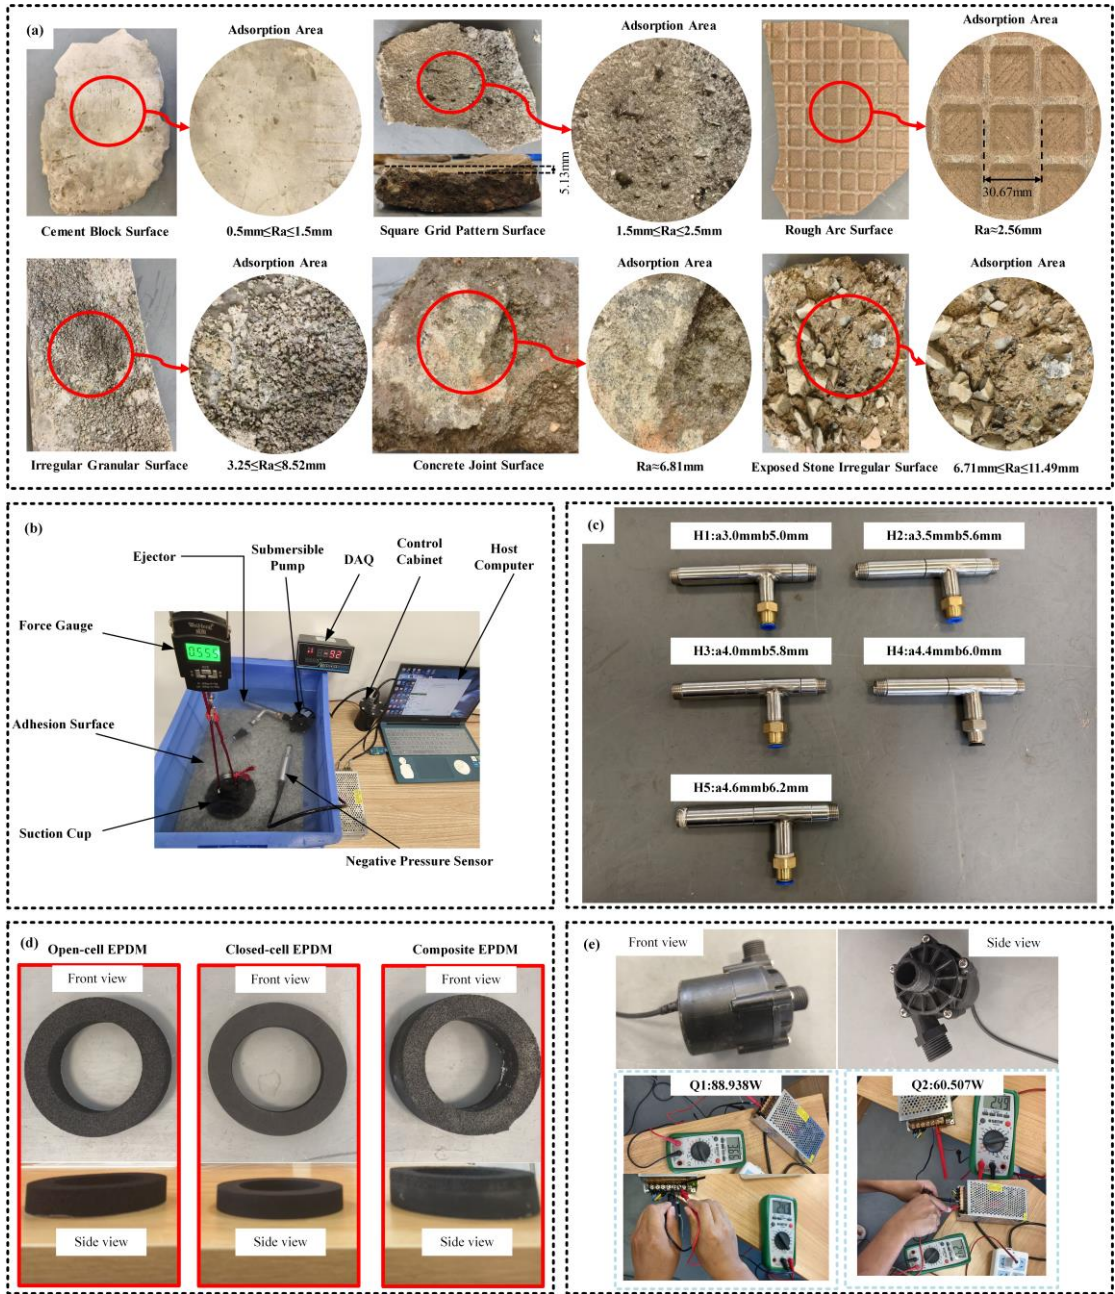 (a)
Adsorption Area
Adsorption Area
Adsorption Area
5.13mm
30.67mm
Cement Block Surface
0.5mm≤Ra≤1.5mm
Square Grid Pattern Surface
1.5mm≤Ra≤2.5mm
Rough Arc Surface
Ra≈2.56mm
Adsorption Area
Adsorption Area
Adsorption Area
Irregular Granular Surface
3.25≤Ra≤8.52mm
Concrete Joint Surface
Ra≈6.81mm
Exposed Stone Irregular Surface
6.71mm≤Ra≤11.49mm
(b)
Ejector
Submersible
Pump
DAQ
Control
Cabinet
Host
Computer
Force Gauge
0.555
-92
Adhesion Surface
Suction Cup
Negative Pressure Sensor
(c)
H1:a3.0mmb5.0mm
H2:a3.5mmb5.6mm
H3:a4.0mmb5.8mm
H4:a4.4mmb6.0mm
H5:a4.6mmb6.2mm
(d)
Open-cell EPDM
Closed-cell EPDM
Composite EPDM
Front view
Front view
Front view
Side view
Side view
Side view
(e)
Front view
Side view
Q1:88.938W
Q2:60.507W